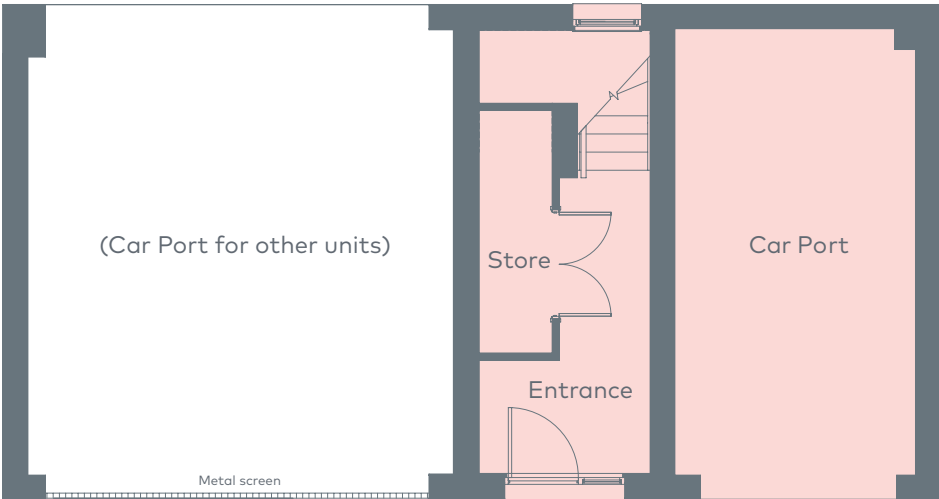 (Car Port for other units)
Car Port
Store
Entrance
Metal screen